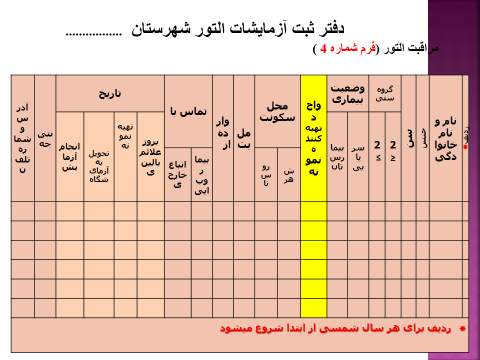 دفتر ثبت آزمایشات التور شهرستان .................
مراقبت التور (فرم شماره 4 )
ردیف
نام و نام خانوادگی
جنس
سن
گروه سنی
2 ≤
2 ≥
وضعیت بیماری
سرپایی
بیمارستان
واحد تهیه کننده نمونه
محل سکونت
شهر
روستا
ملیت
وارده از
تماس با
بیمار بومی
اتباع خارجی
تاریخ
بروز علائم بالینی
تهیه نمونه
تحویل به آزمایشگاه
انجام آزمایش
نتیجه
آدرس و شماره تلفن
ردیف برای هر سال شمسی از ابتدا شروع میشود